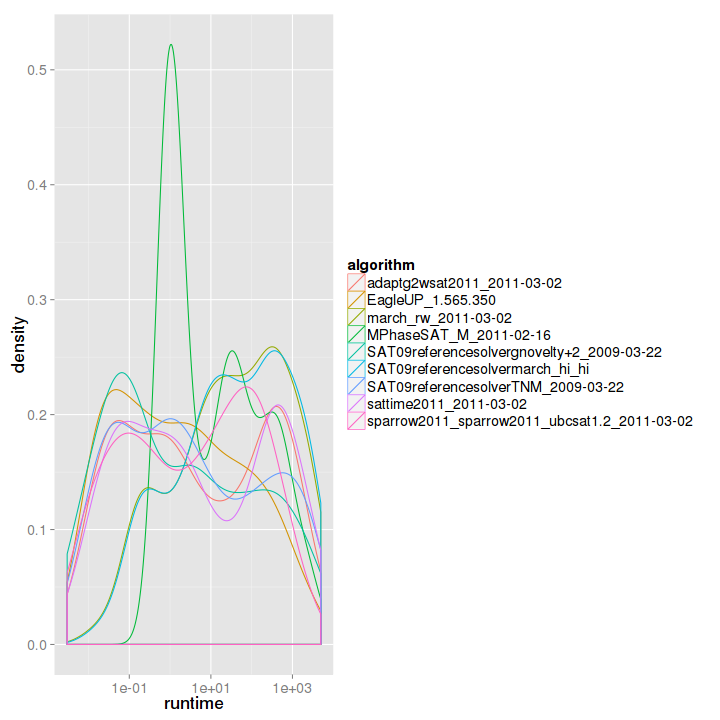 density
0.5
0.4
0.3
0.2
0.1
0.0
1e-01
1e+01
1e+03
runtime
algorithm
adaptg2wsat2011_2011-03-02
EagleUP_1.565.350
march_rw_2011-03-02
MPhaseSAT_M_2011-02-16
SAT09referencesolvergnovelty+2_2009-03-22
SAT09referencesolvermarch_hi_hi
SAT09referencesolverTNM_2009-03-22
sattime2011_2011-03-02
sparrow2011_sparrow2011_ubcsat1.2_2011-03-02